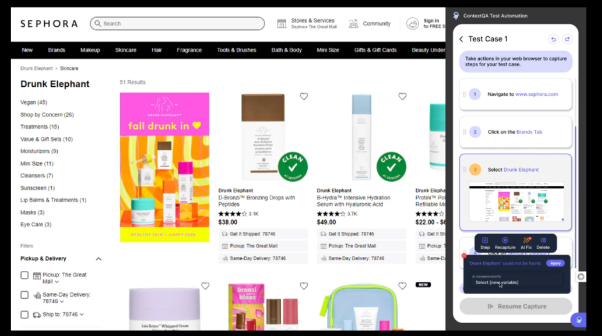 SEPHORA
Search
Stores & Services
Sephora The Great Mall
Community
Sign in
to FREE S
New Brands Makeup Skincare Hair Fragrance Tools & Brushes Bath & Body Mini Size Gifts & Gift Cards Beauty Under
Drunk Elephant > Skincare
Drunk Elephant
51 Results
Vegan (45)
Shop by Concern (26)
Treatments (15)
Value & Gift Sets (10)
Moisturizers (9)
Mini Size (11)
Cleansers (7)
Sunscreen (1)
Lip Balms & Treatments (1)
Masks (3)
Eye Care (3)
Filters
Pickup & Delivery
Pickup: The Great
Mall
Same-Day Delivery:
78746
Ship to: 78746
fall drunk in
CLEAN
CLEAN
Drunk Elephant
D-Bronzi™ Bronzing Drops with
Peptides
3.1K
$38.00
Get It Shipped: 78746
Pickup: The Great Mall
Same-Day Delivery: 78746
Drunk Elephant
B-Hydra™ Intensive Hydration
Serum with Hyaluronic Acid
3.7K
Get It Shipped: 78746
Pickup: The Great Mall
Same-Day Delivery: 78746
Drunk Elephant
Protini™ Po
Refillable Mo
$22.00 -
Get It Sh
Pickup:
Same-Da
NEW
bronzi
ContextQA Test Automation
Test Case 1
Take actions in your web browser to capture
steps for your test case.
1 Navigate to www.sephora.com
2 Click on the Brands Tab
3 Select Drunk Elephant
Step Recapture AI Fix Delete
'Drunk Elephant' could not be found. Apply
Select [new variable]
Resume Capture